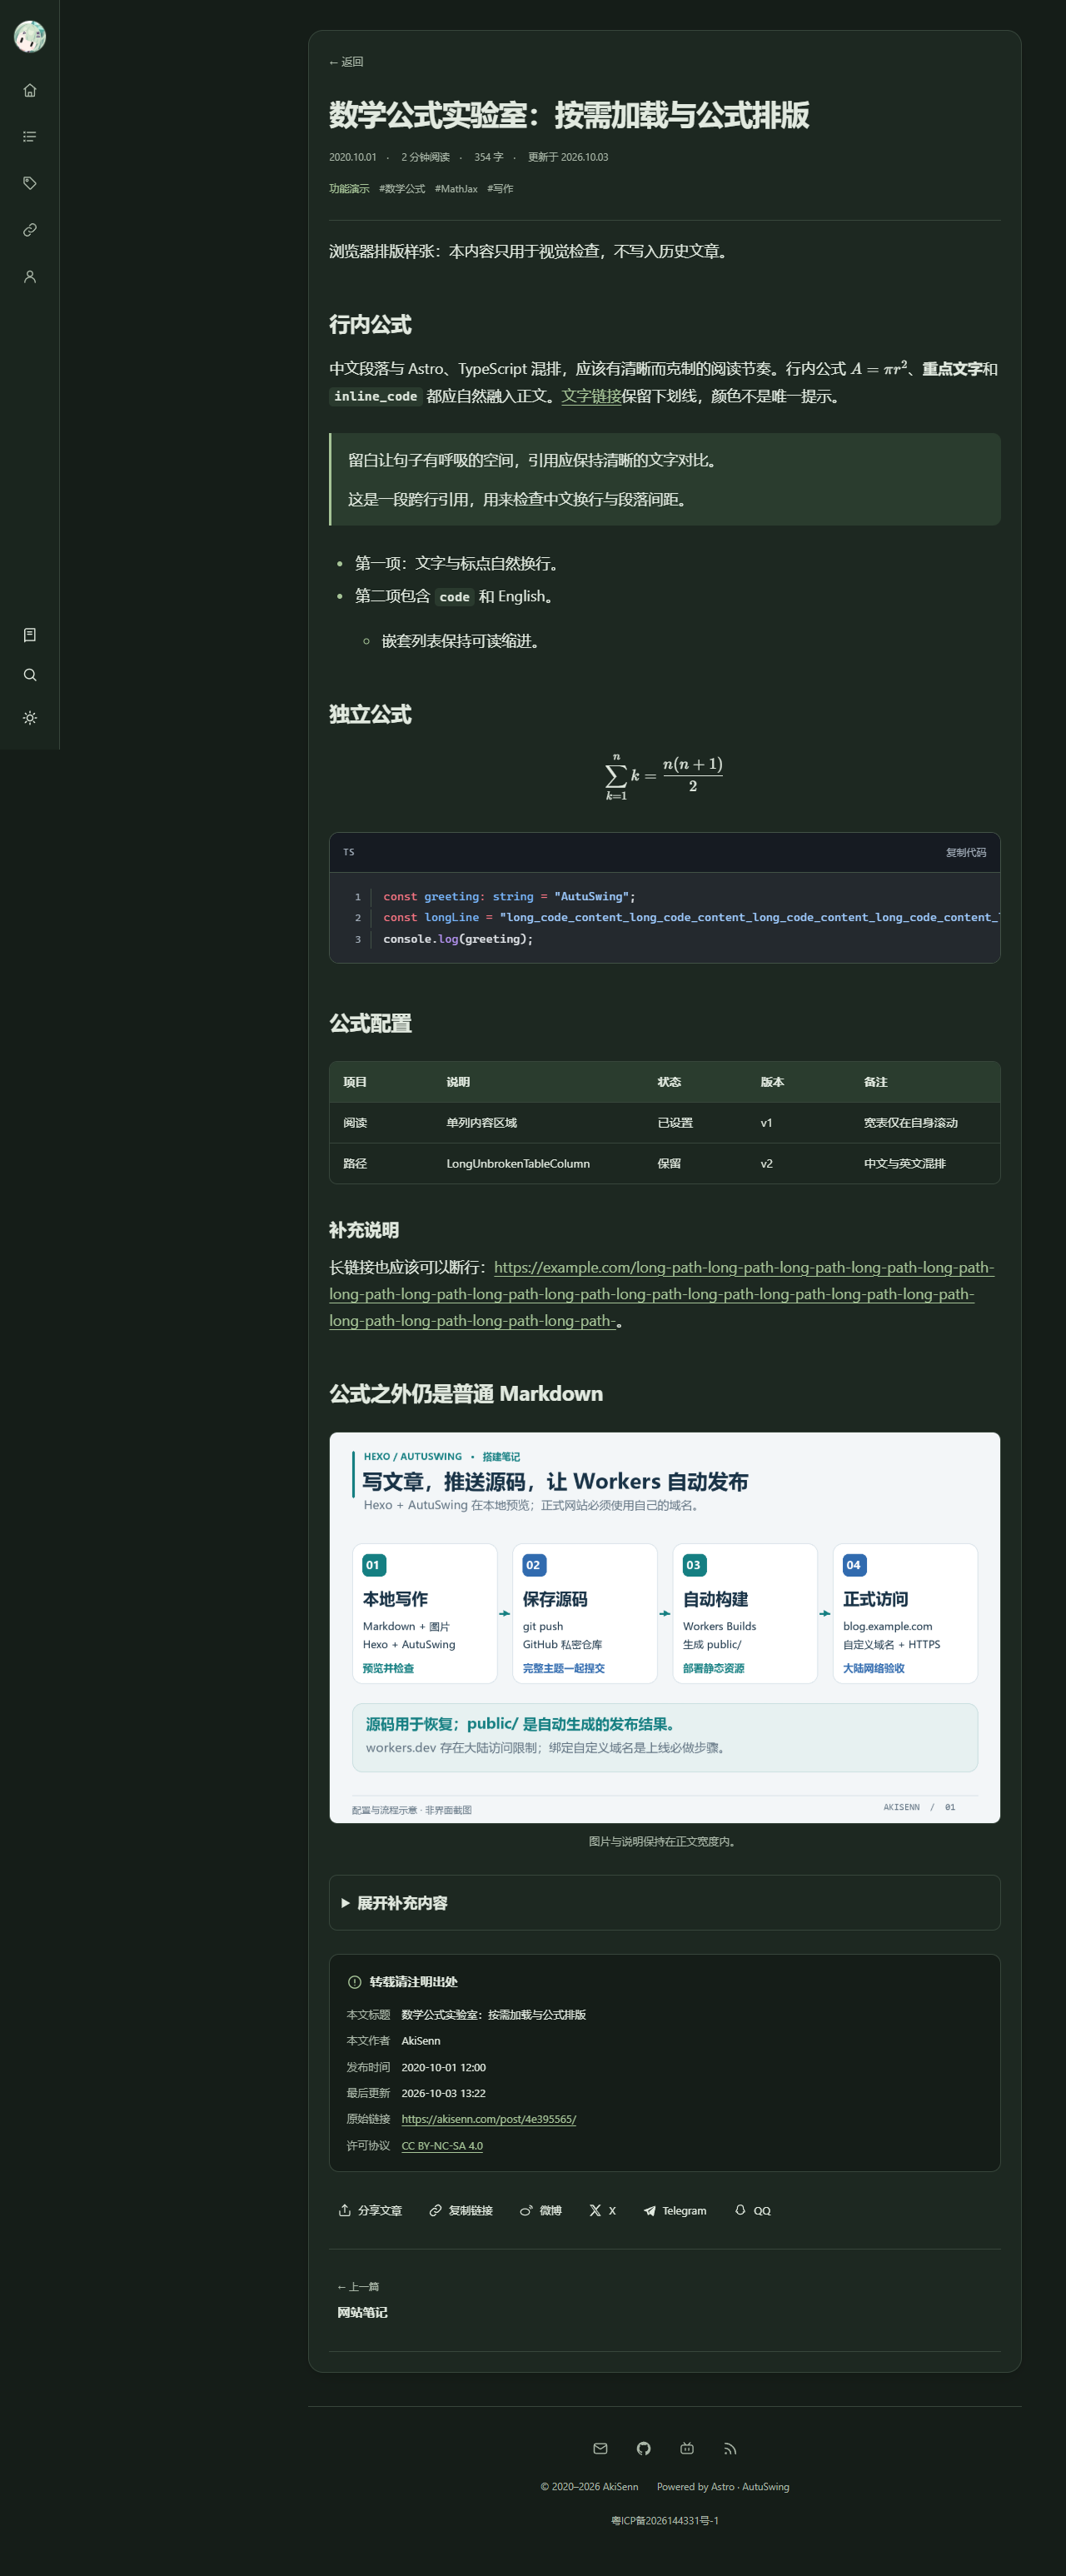 ← 返回
数学公式实验室：按需加载与公式排版
2020.10.01 · 2 分钟阅读 · 354 字 · 更新于 2026.10.03
功能演示 #数学公式 #MathJax #写作
浏览器排版样张：本内容只用于视觉检查，不写入历史文章。
行内公式
中文段落与 Astro、TypeScript 混排，应该有清晰而克制的阅读节奏。行内公式 A = πr²、重点文字和
inline_code 都应自然融入正文。文字链接保留下划线，颜色不是唯一提示。
留白让句子有呼吸的空间，引用应保持清晰的文字对比。
这是一段跨行引用，用来检查中文换行与段落间距。
• 第一项：文字与标点自然换行。
• 第二项包含 code 和 English。
◦ 嵌套列表保持可读缩进。
独立公式
n
∑ k = n(n + 1)
k=1 2
TS 复制代码
1 const greeting: string = "AutuSwing";
2 const longLine = "long_code_content_long_code_content_long_code_content_long_code_content_l
3 console.log(greeting);
公式配置
项目 说明 状态 版本 备注
阅读 单列内容区域 已设置 v1 宽表仅在自身滚动
路径 LongUnbrokenTableColumn 保留 v2 中文与英文混排
补充说明
长链接也应该可以断行：https://example.com/long-path-long-path-long-path-long-path-long-path-
long-path-long-path-long-path-long-path-long-path-long-path-long-path-long-path-long-path-
long-path-long-path-long-path-long-path-。
公式之外仍是普通 Markdown
HEXO / AUTUSWING • 搭建笔记
写文章，推送源码，让 Workers 自动发布
Hexo + AutuSwing 在本地预览；正式网站必须使用自己的域名。
01 02 03 04
本地写作 保存源码 自动构建 正式访问
Markdown + 图片 git push Workers Builds blog.example.com
Hexo + AutuSwing GitHub 私密仓库 生成 public/ 自定义域名 + HTTPS
预览并检查 完整主题一起提交 部署静态资源 大陆网络验收
源码用于恢复；public/ 是自动生成的发布结果。
workers.dev 存在大陆访问限制；绑定自定义域名是上线必做步骤。
配置与流程示意 · 非界面截图 AKISENN / 01
图片与说明保持在正文宽度内。
▶ 展开补充内容
转载请注明出处
本文标题 数学公式实验室：按需加载与公式排版
本文作者 AkiSenn
发布时间 2020-10-01 12:00
最后更新 2026-10-03 13:22
原始链接 https://akisenn.com/post/4e395565/
许可协议 CC BY-NC-SA 4.0
分享文章 复制链接 微博 X Telegram QQ
← 上一篇
网站笔记
© 2020–2026 AkiSenn Powered by Astro · AutuSwing
粤ICP备2026144331号-1